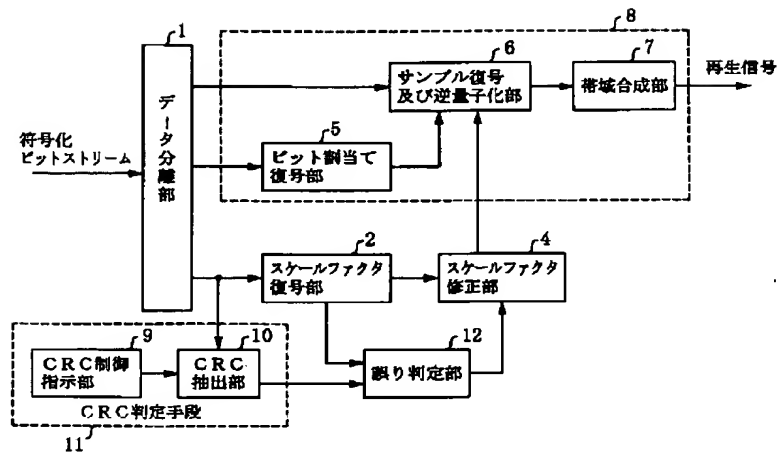 1
データ分離部
符号化
ビットストリーム
8
6
サンプル復号
及び逆量子化部
7
帯域合成部
再生信号
5
ビット割当て
復号部
2
スケールファクタ
復号部
4
スケールファクタ
修正部
9
CRC制御
指示部
10
CRC
抽出部
12
誤り判定部
CRC判定手段
11